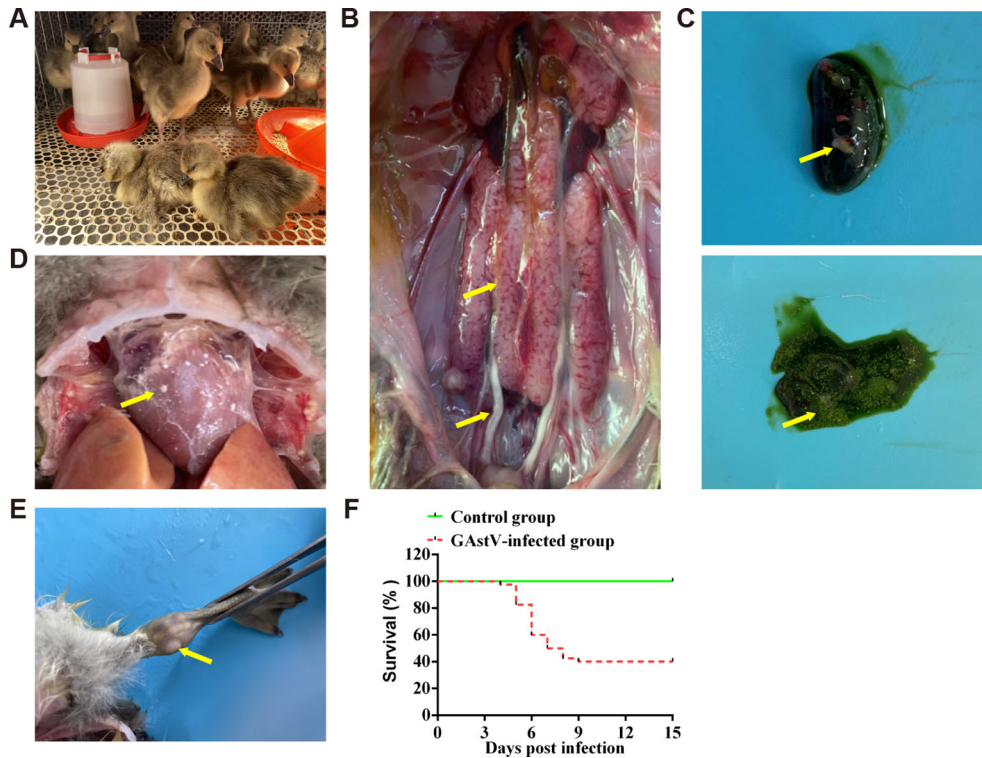 A
B
C
D
E
F
Control group
GAstV-infected group
120
100
80
60
40
20
0
Survival (% )
0 3 6 9 12 15
Days post infection